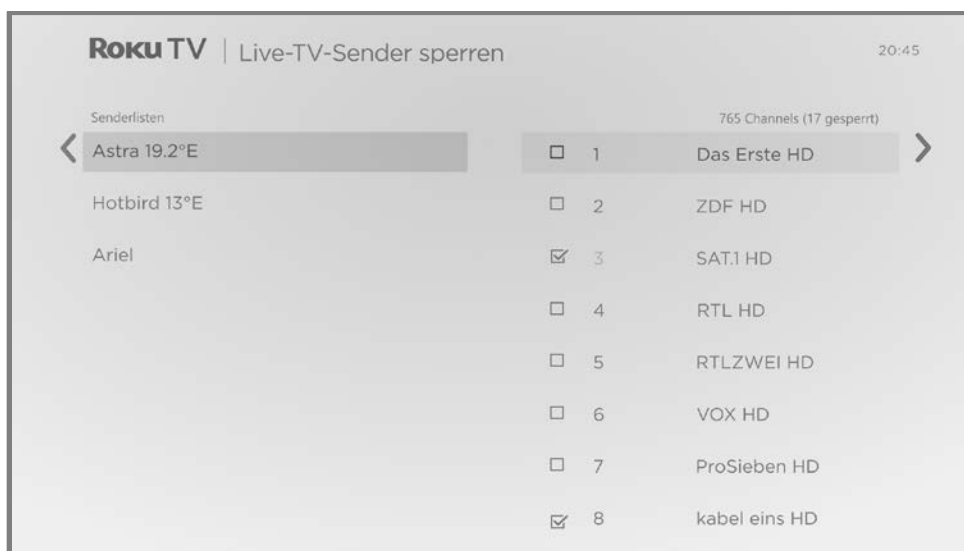 Roku TV | Live-TV-Sender sperren
20:45
Senderlisten
Astra 19.2°E
Hotbird 13°E
Ariel
765 Channels (17 gesperrt)
1 Das Erste HD
2 ZDF HD
3 SAT.1 HD
4 RTL HD
5 RTLZWEI HD
6 VOX HD
7 ProSieben HD
8 kabel eins HD